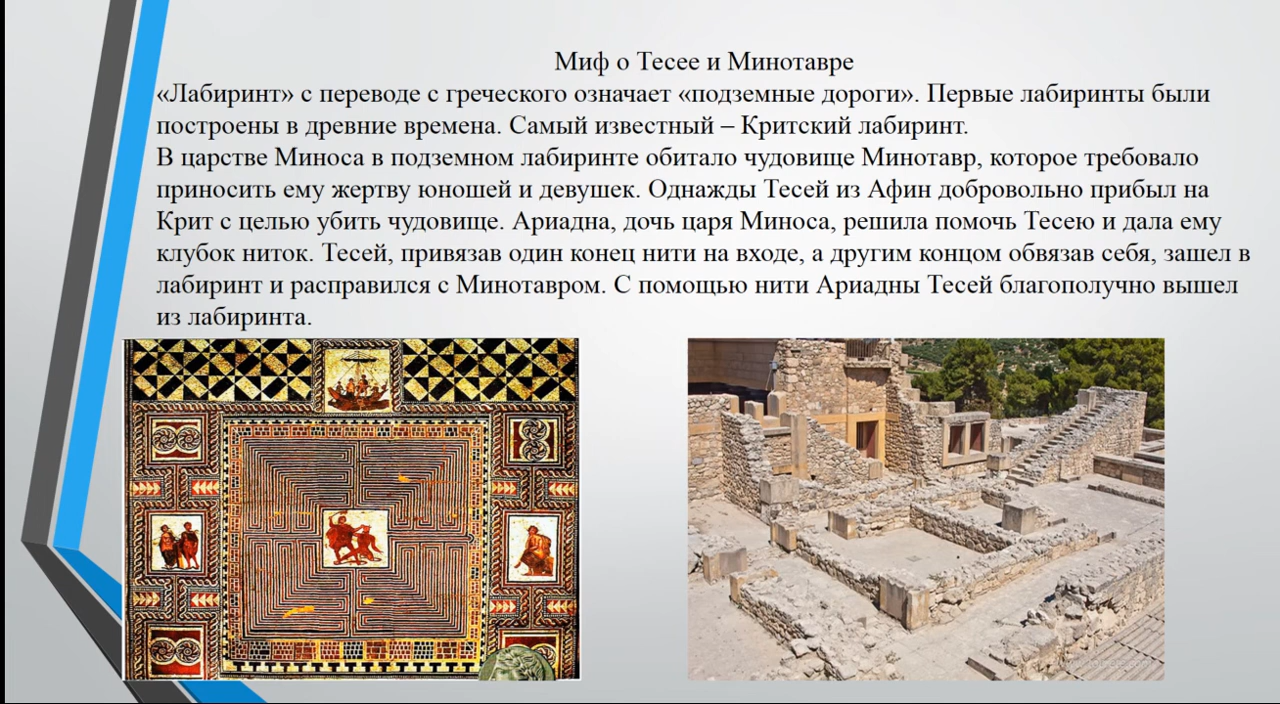 Миф о Тесее и Минотавре
«Лабиринт» с переводе с греческого означает «подземные дороги». Первые лабиринты были
построены в древние времена. Самый известный – Критский лабиринт.
В царстве Миноса в подземном лабиринте обитало чудовище Минотавр, которое требовало
приносить ему жертву юношей и девушек. Однажды Тесей из Афин добровольно прибыл на
Крит с целью убить чудовище. Ариадна, дочь царя Миноса, решила помочь Тесею и дала ему
клубок ниток. Тесей, привязав один конец нити на входе, а другим концом обвязав себя, зашел в
лабиринт и расправился с Минотавром. С помощью нити Ариадны Тесей благополучно вышел
из лабиринта.